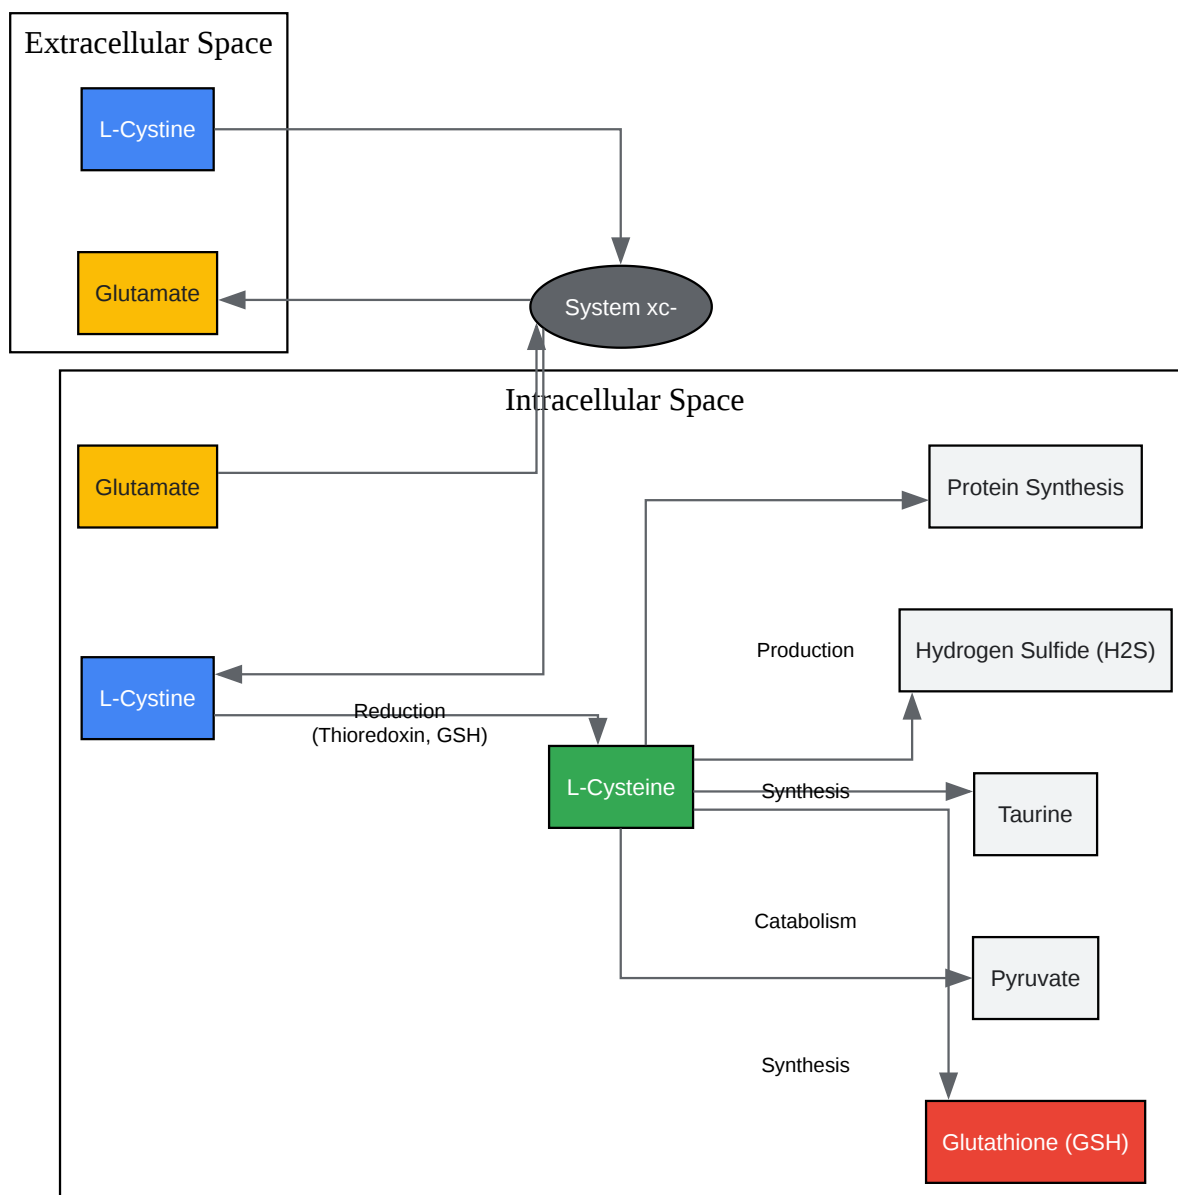 Extracellular Space
L-Cystine
Glutamate
System xc-
Intracellular Space
Glutamate
Protein Synthesis
Production
Hydrogen Sulfide (H2S)
L-Cystine
Reduction
(Thioredoxin, GSH)
L-Cysteine
Synthesis
Taurine
Catabolism
Pyruvate
Synthesis
Glutathione (GSH)